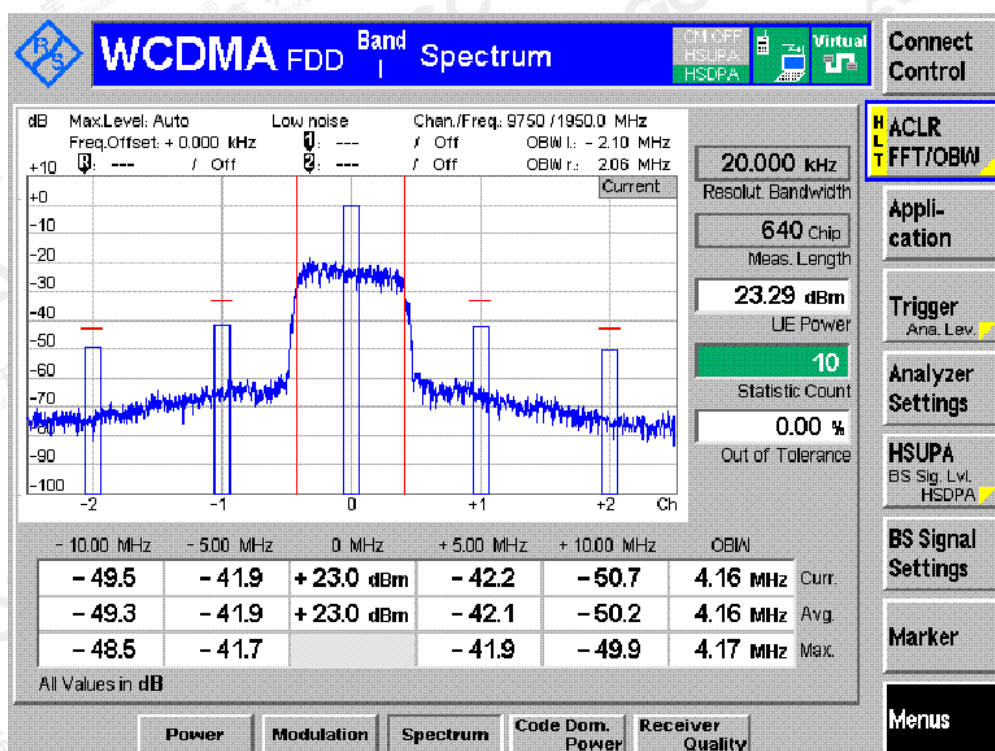 R&S
WCDMA FDD Band I Spectrum
CM OFF
HSUPA
HSDPA
Virtual
Connect Control
dB Max.Level: Auto Low noise Chan./Freq.: 9750 / 1950.0 MHz
Freq.Offset: + 0.000 kHz 1: --- / Off OBW l.: - 2.10 MHz
3: --- / Off 2: --- / Off OBW r.: 2.06 MHz
Current
+10
+0
-10
-20
-30
-40
-50
-60
-70
-80
-90
-100
-2 -1 0 +1 +2 Ch
20.000 kHz
Resolut. Bandwidth
640 Chip
Meas. Length
23.29 dBm
UE Power
10
Statistic Count
0.00 %
Out of Tolerance
- 10.00 MHz - 5.00 MHz 0 MHz + 5.00 MHz + 10.00 MHz OBW
- 49.5 - 41.9 + 23.0 dBm - 42.2 - 50.7 4.16 MHz Curr.
- 49.3 - 41.9 + 23.0 dBm - 42.1 - 50.2 4.16 MHz Avg.
- 48.5 - 41.7 - 41.9 - 49.9 4.17 MHz Max.
All Values in dB
HLT
ACLR
FFT/OBW
Appli-
cation
Trigger
Ana. Lev.
Analyzer
Settings
HSUPA
BS Sig. Lvl.
HSDPA
BS Signal
Settings
Marker
Menus
Power
Modulation
Spectrum
Code Dom.
Power
Receiver
Quality